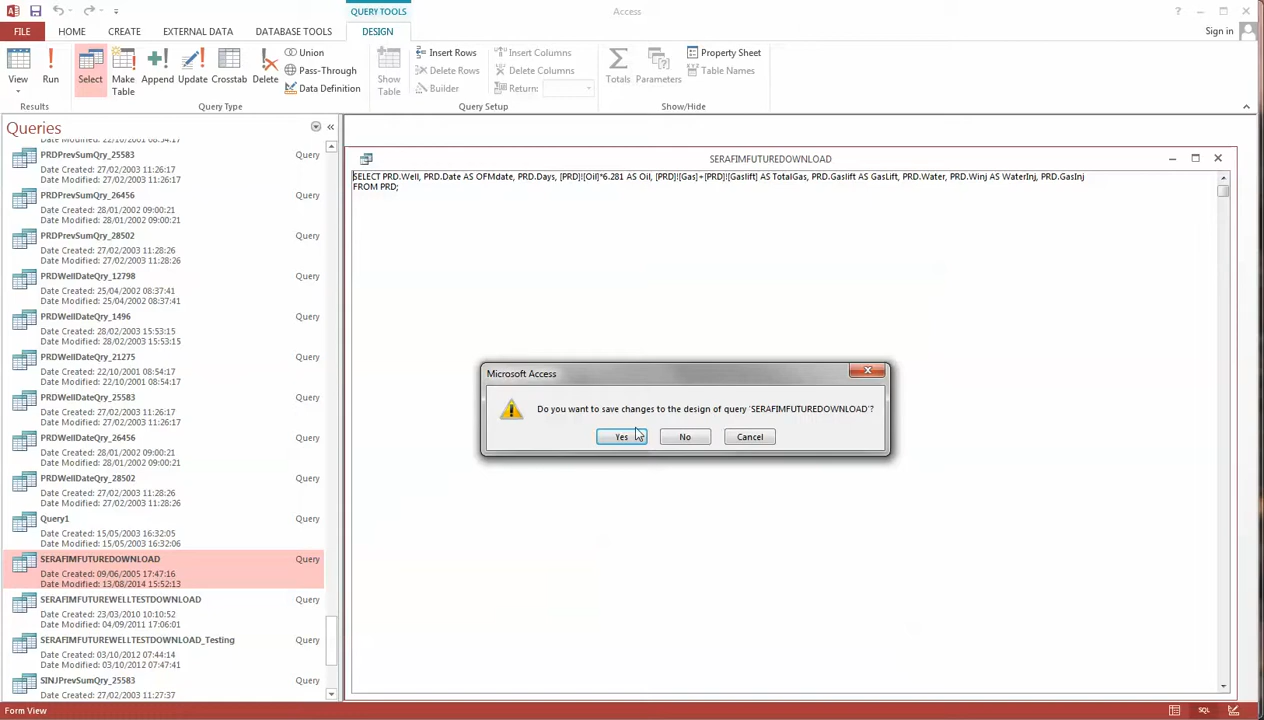 QUERY TOOLS
Access
?
FILE
HOME
CREATE
EXTERNAL DATA
DATABASE TOOLS
DESIGN
Sign in
View
Run
Results
Select
Make Table
Append
Update
Crosstab
Delete
Union
Pass-Through
Data Definition
Query Type
Show Table
Insert Rows
Delete Rows
Builder
Insert Columns
Delete Columns
Return:
Query Setup
Totals
Parameters
Property Sheet
Table Names
Show/Hide
Queries
PRDPrevSumQry_25583 Query
Date Created: 27/02/2003 11:26:17
Date Modified: 27/02/2003 11:26:17
PRDPrevSumQry_26456 Query
Date Created: 28/01/2002 09:00:21
Date Modified: 28/01/2002 09:00:21
PRDPrevSumQry_28502 Query
Date Created: 27/02/2003 11:28:26
Date Modified: 27/02/2003 11:28:26
PRDWellDateQry_12798 Query
Date Created: 25/04/2002 08:37:41
Date Modified: 25/04/2002 08:37:41
PRDWellDateQry_1496 Query
Date Created: 28/02/2003 15:53:15
Date Modified: 28/02/2003 15:53:15
PRDWellDateQry_21275 Query
Date Created: 22/10/2001 08:54:17
Date Modified: 22/10/2001 08:54:17
PRDWellDateQry_25583 Query
Date Created: 27/02/2003 11:26:17
Date Modified: 27/02/2003 11:26:17
PRDWellDateQry_26456 Query
Date Created: 28/01/2002 09:00:21
Date Modified: 28/01/2002 09:00:21
PRDWellDateQry_28502 Query
Date Created: 27/02/2003 11:28:26
Date Modified: 27/02/2003 11:28:26
Query1 Query
Date Created: 15/05/2003 16:32:05
Date Modified: 15/05/2003 16:32:06
SERAFIMFUTUREDOWNLOAD Query
Date Created: 09/06/2005 17:47:16
Date Modified: 13/08/2014 15:52:13
SERAFIMFUTUREWELLTESTDOWNLOAD Query
Date Created: 23/03/2010 10:10:52
Date Modified: 04/09/2011 17:06:01
SERAFIMFUTUREWELLTESTDOWNLOAD_Testing Query
Date Created: 03/10/2012 07:44:14
Date Modified: 03/10/2012 07:47:41
SINJPrevSumQry_25583 Query
Date Created: 27/02/2003 11:27:37
SERAFIMFUTUREDOWNLOAD
SELECT PRD.Well, PRD.Date AS OFMdate, PRD.Days, [PRD]![Oil]*6.281 AS Oil, [PRD]![Gas]+[PRD]![Gaslift] AS TotalGas, PRD.Gaslift AS GasLift, PRD.Water, PRD.Winj AS WaterInj, PRD.GasInj
FROM PRD;
Microsoft Access
Do you want to save changes to the design of query 'SERAFIMFUTUREDOWNLOAD'?
Yes
No
Cancel
Form View
SQL